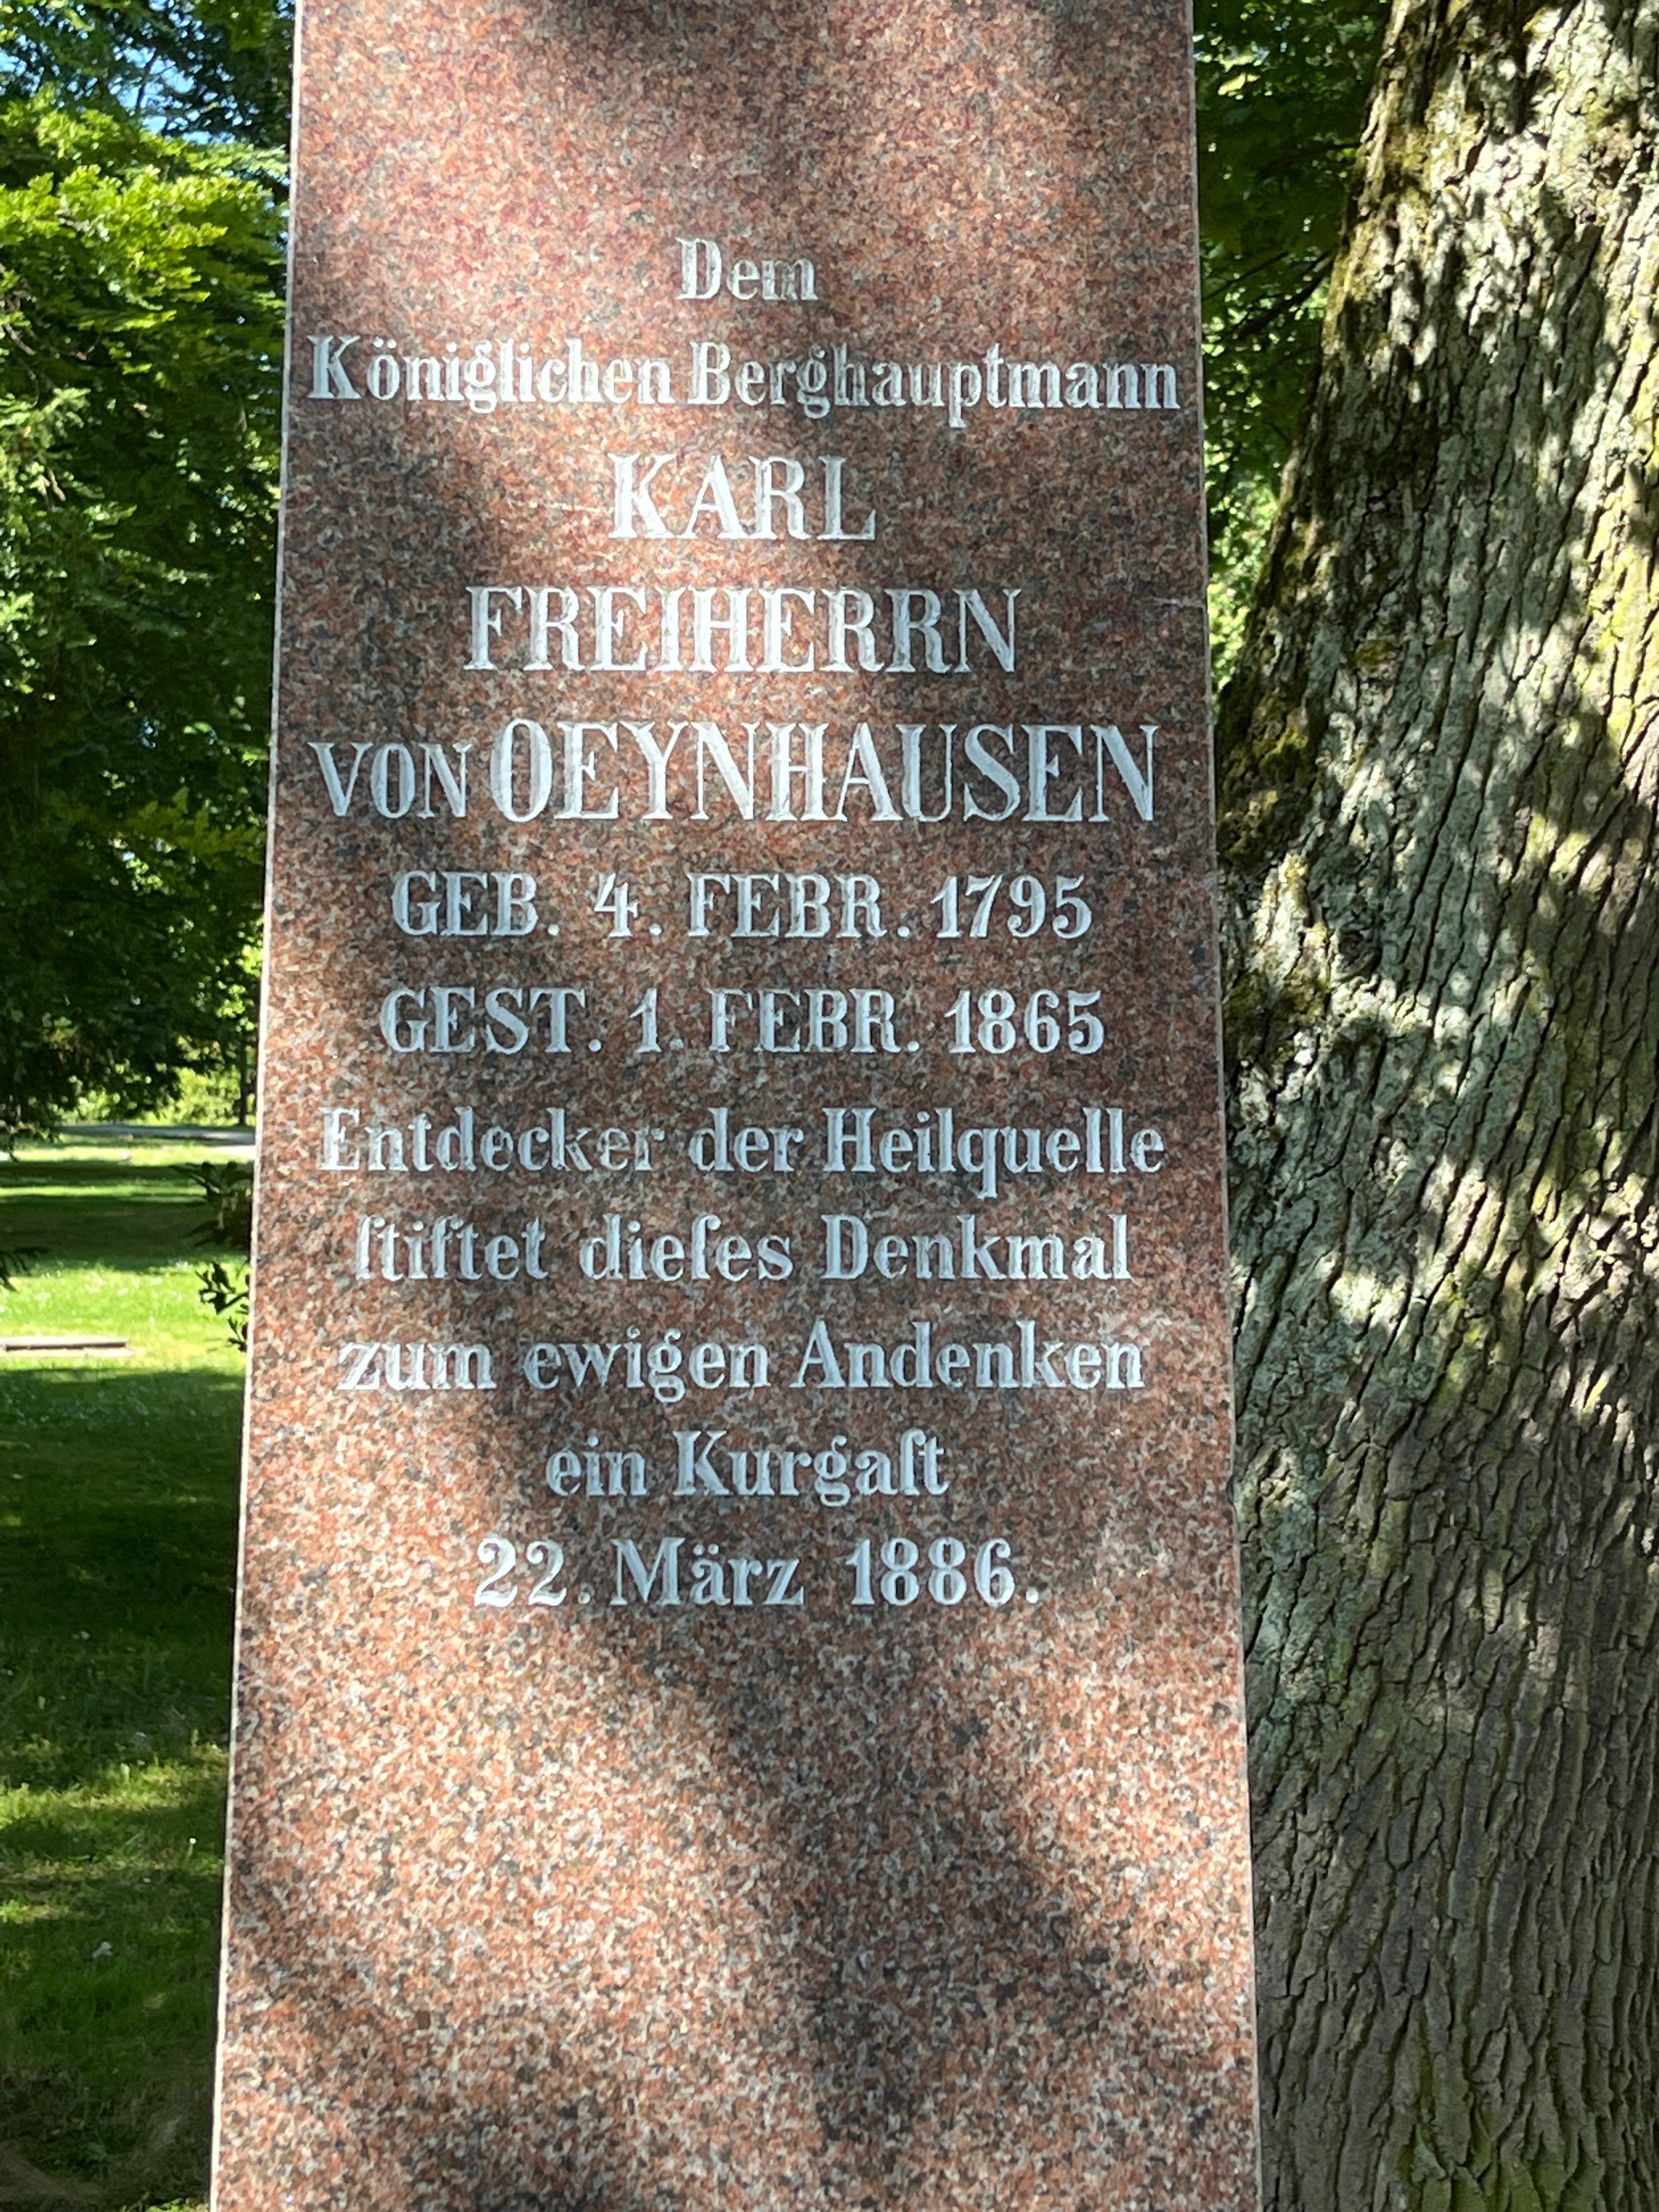 Dem
Königlichen Berghauptmann
KARL
FREIHERRN
VON OEYNHAUSEN
GEB. 4. FEBR. 1795
GEST. 1. FEBR. 1865
Entdecker der Heilquelle
ſtiftet dieſes Denkmal
zum ewigen Andenken
ein Kurgaſt
22. März 1886.